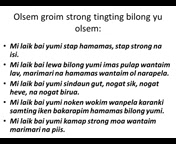 Olsem groim strong tingting bilong yu
olsem:
• Mi laik bai yumi stap hamamas, stap strong na
isi.
• Mi laik bai lewa bilong yumi imas pulap wantaim
lav, marimari na hamamas wantaim ol narapela.
• Mi laik bai yumi sindaun gut, nogat sik, nogat
heve, na nogat birua.
• Mi laik bai yumi noken wokim wanpela karanki
samting iken bakarapim hamamas bilong yumi.
• Mi laik bai yumi kamap strong moa wantaim
marimari na piis.